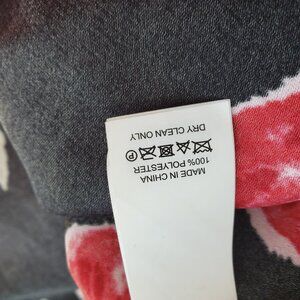 MADE IN CHINA
100% POLYESTER
P
DRY CLEAN ONLY